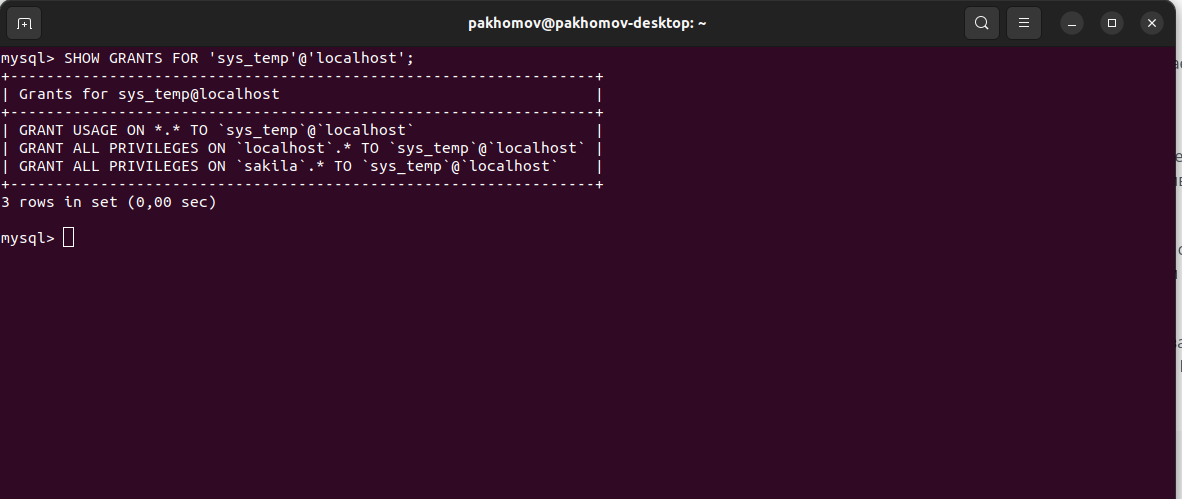 pakhomov@pakhomov-desktop: ~
mysql> SHOW GRANTS FOR 'sys_temp'@'localhost';
+-----------------------------------------------------------------+
| Grants for sys_temp@localhost                                   |
+-----------------------------------------------------------------+
| GRANT USAGE ON *.* TO `sys_temp`@`localhost`                    |
| GRANT ALL PRIVILEGES ON `localhost`.* TO `sys_temp`@`localhost` |
| GRANT ALL PRIVILEGES ON `sakila`.* TO `sys_temp`@`localhost`    |
+-----------------------------------------------------------------+
3 rows in set (0,00 sec)
mysql>